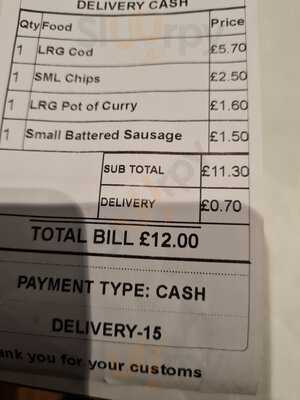 DELIVERY CASH
Qty Food Price
1 LRG Cod £5.70
1 SML Chips £2.50
1 LRG Pot of Curry £1.60
1 Small Battered Sausage £1.50
SUB TOTAL £11.30
DELIVERY £0.70
TOTAL BILL £12.00
PAYMENT TYPE: CASH
DELIVERY-15
ank you for your customs